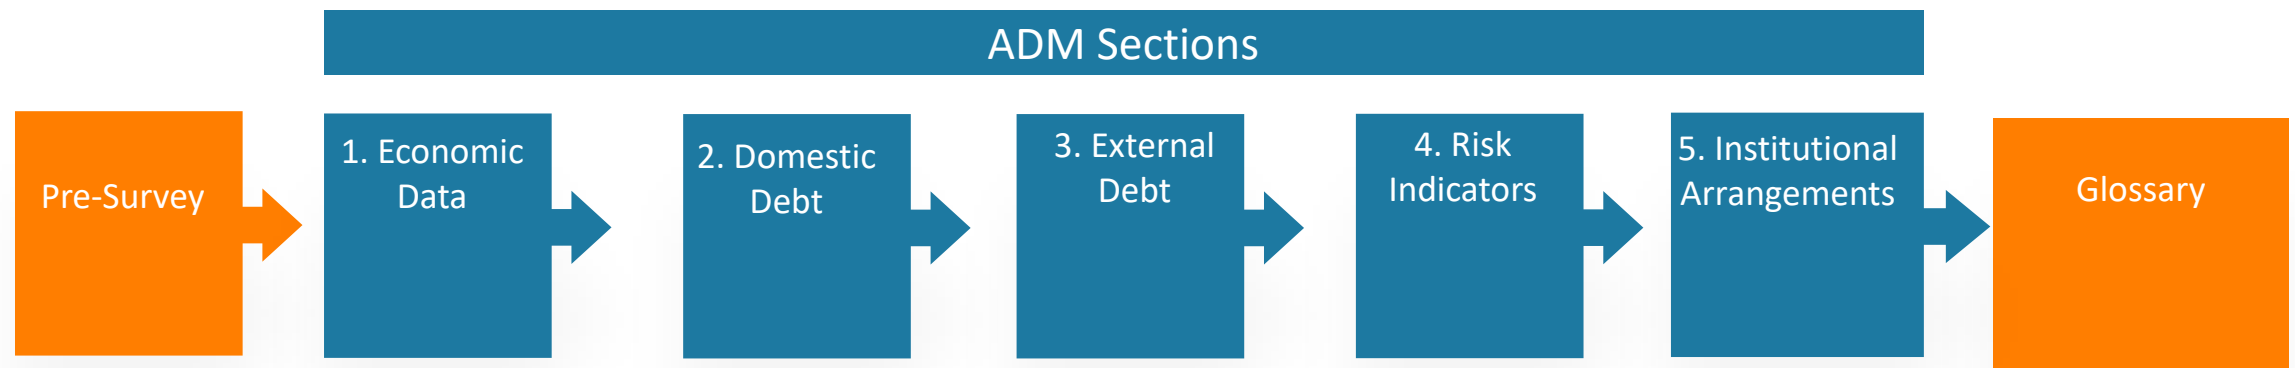 ADM Sections
Pre-Survey
1. Economic
Data
2. Domestic
Debt
3. External
Debt
4. Risk
Indicators
5. Institutional
Arrangements
Glossary